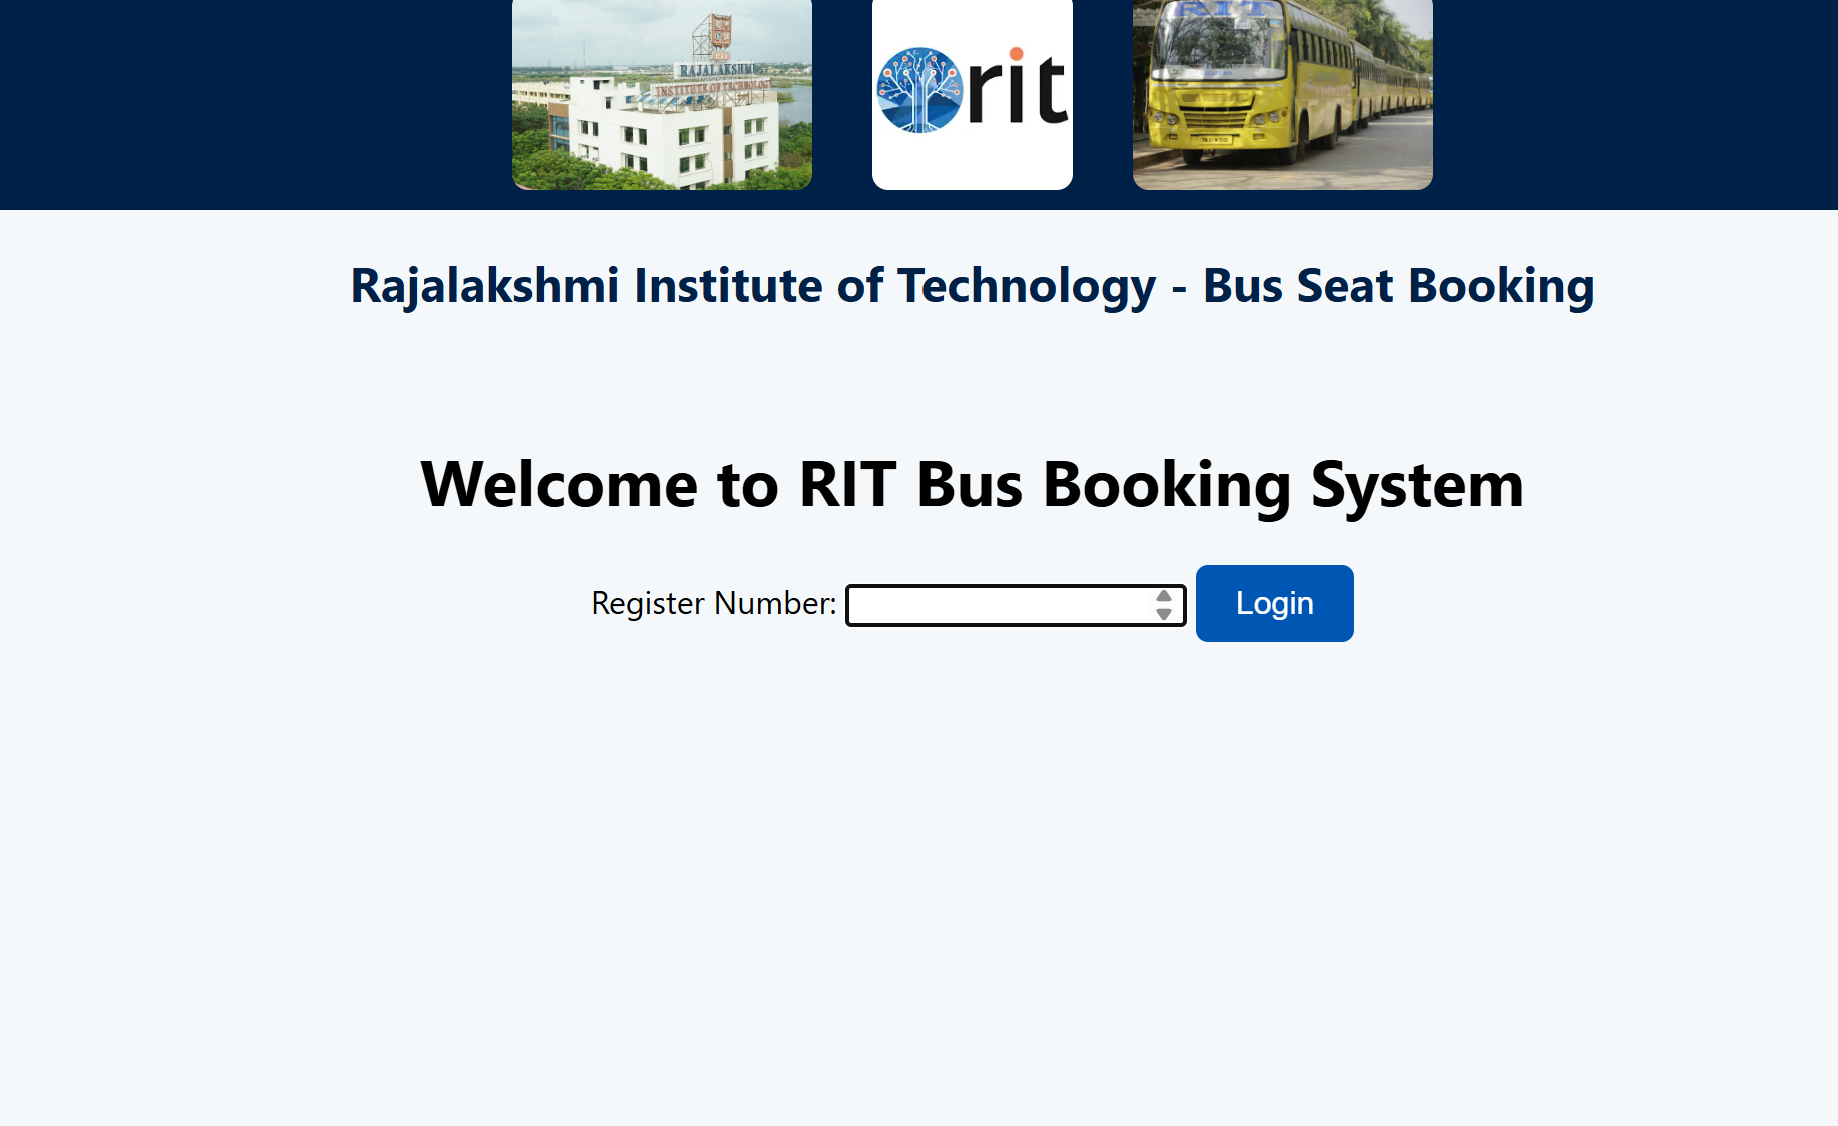 RAJALAKSHMI
INSTITUTE OF TECHNOLOGY
rit
RIT
Rajalakshmi Institute of Technology - Bus Seat Booking
Welcome to RIT Bus Booking System
Register Number:
Login